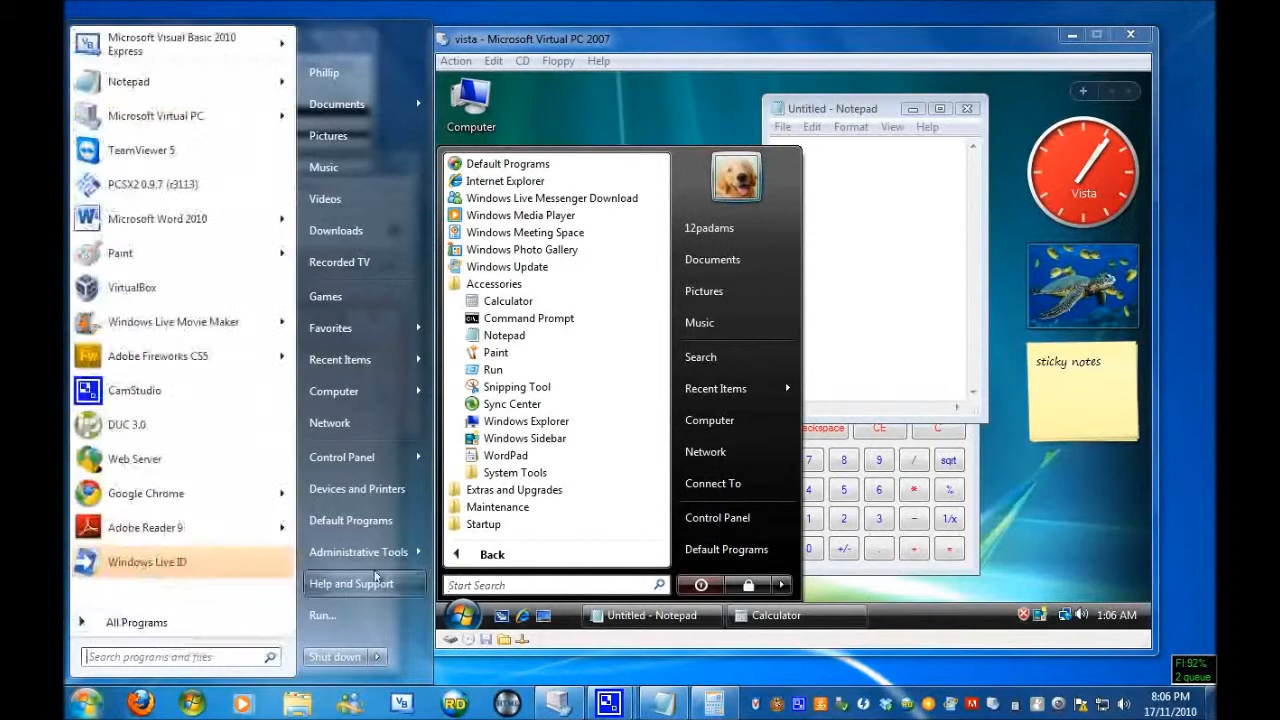 Microsoft Visual Basic 2010
Express
Notepad
Microsoft Virtual PC
TeamViewer 5
PCSX2 0.9.7 (r3113)
Microsoft Word 2010
Paint
VirtualBox
Windows Live Movie Maker
Adobe Fireworks CS5
CamStudio
DUC 3.0
Web Server
Google Chrome
Adobe Reader 9
Windows Live ID
All Programs
Search programs and files
Phillip
Documents
Pictures
Music
Videos
Downloads
Recorded TV
Games
Favorites
Recent Items
Computer
Network
Control Panel
Devices and Printers
Default Programs
Administrative Tools
Help and Support
Run...
Shut down
vista - Microsoft Virtual PC 2007
Action Edit CD Floppy Help
Computer
Untitled - Notepad
File Edit Format View Help
Default Programs
Internet Explorer
Windows Live Messenger Download
Windows Media Player
Windows Meeting Space
Windows Photo Gallery
Windows Update
Accessories
Calculator
Command Prompt
Notepad
Paint
Run
Snipping Tool
Sync Center
Windows Explorer
Windows Sidebar
WordPad
System Tools
Extras and Upgrades
Maintenance
Startup
Back
Start Search
12padams
Documents
Pictures
Music
Search
Recent Items
Computer
Network
Connect To
Control Panel
Default Programs
ackspace CE C
7 8 9 / sqrt
4 5 6 * %
1 2 3 - 1/x
0 +/- . + =
Vista
sticky notes
Untitled - Notepad
Calculator
1:06 AM
FI:92%
2 queue
8:06 PM
17/11/2010